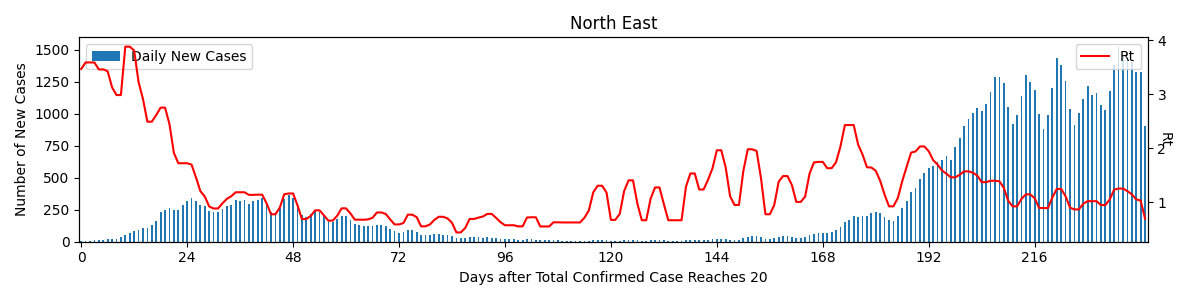 North East
Daily New Cases
Rt
1500
1250
1000
750
500
250
0
Number of New Cases
4
3
2
1
Rt
0 24 48 72 96 120 144 168 192 216
Days after Total Confirmed Case Reaches 20